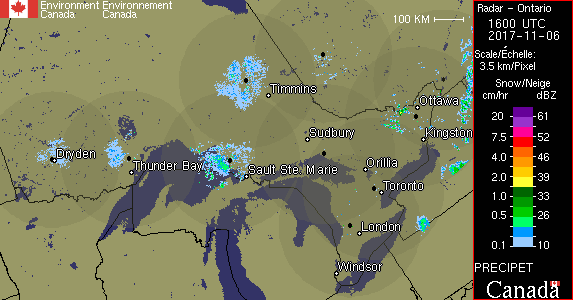 Environment Environnement
Canada Canada
100 KM
Timmins
Ottawa
Sudbury
Kingston
Dryden
Thunder Bay
Sault Ste. Marie
Orillia
Toronto
London
Windsor
Radar - Ontario
1600 UTC
2017-11-06
Scale/Échelle:
3.5 km/Pixel
Snow/Neige
cm/hr dBZ
20 61
7.5 52
4.0 46
2.0 39
1.0 33
0.5 26
0.1 10
PRECIPET
Canada